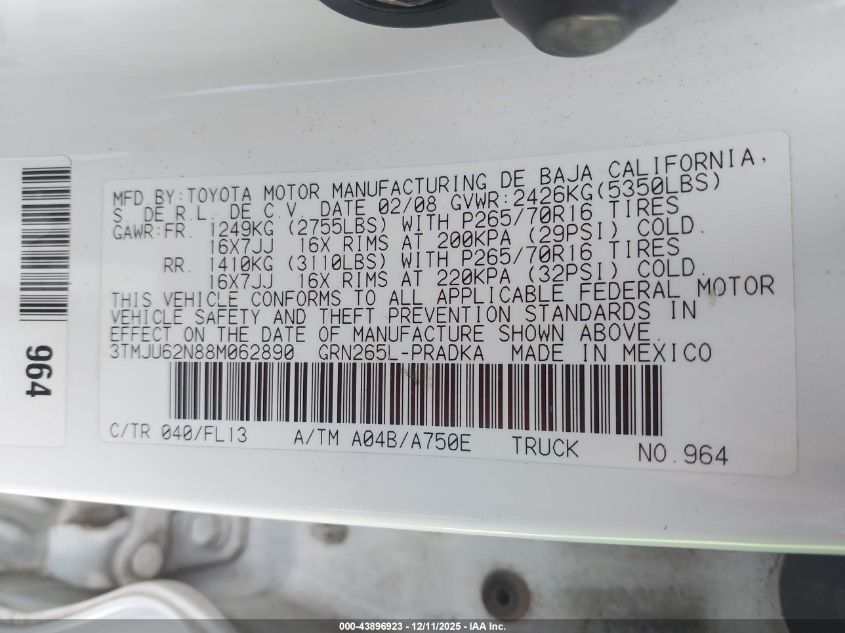 MFD BY:TOYOTA MOTOR MANUFACTURING DE BAJA CALIFORNIA,
S. DE R.L. DE C.V. DATE 02/08 GVWR:2426KG(5350LBS)
GAWR:FR. 1249KG (2755LBS) WITH P265/70R16 TIRES
16X7JJ 16X RIMS AT 200KPA (29PSI) COLD.
RR. 1410KG (3110LBS) WITH P265/70R16 TIRES
16X7JJ 16X RIMS AT 220KPA (32PSI) COLD.
THIS VEHICLE CONFORMS TO ALL APPLICABLE FEDERAL MOTOR
VEHICLE SAFETY AND THEFT PREVENTION STANDARDS IN
EFFECT ON THE DATE OF MANUFACTURE SHOWN ABOVE.
3TMJU62N88M062890 GRN265L-PRADKA MADE IN MEXICO
C/TR 040/FL13 A/TM A04B/A750E TRUCK NO.964
964
000-43896923 - 12/11/2025 - IAA Inc.